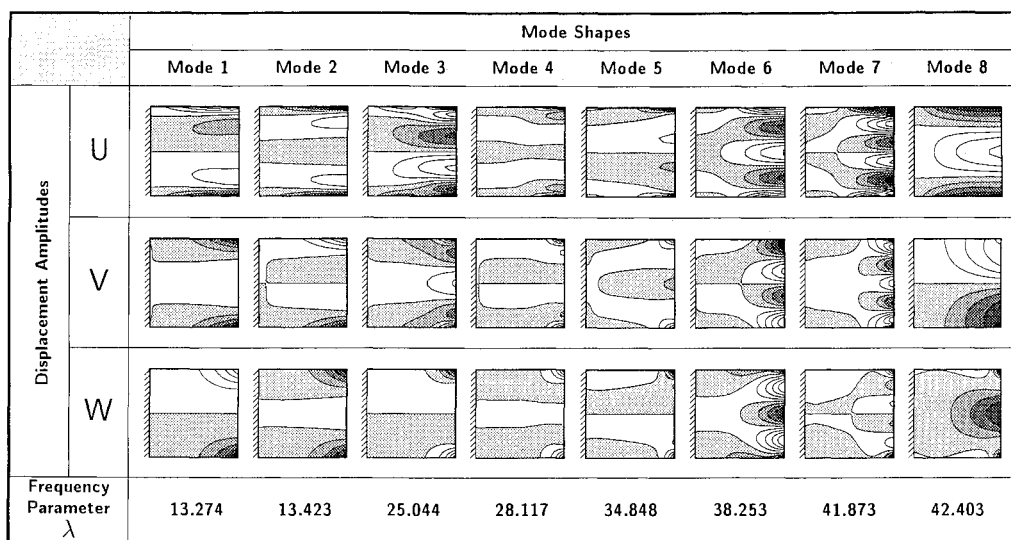 Mode Shapes
Mode 1 Mode 2 Mode 3 Mode 4 Mode 5 Mode 6 Mode 7 Mode 8
Displacement Amplitudes
U
V
W
Frequency
Parameter
λ
13.274 13.423 25.044 28.117 34.848 38.253 41.873 42.403